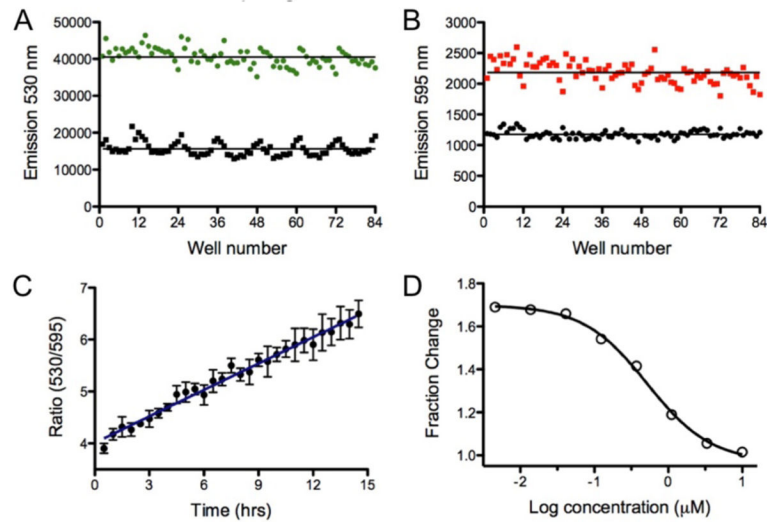 A
Emission 530 nm
50000
40000
30000
20000
10000
0
0 12 24 36 48 60 72 84
Well number
B
Emission 595 nm
3000
2500
2000
1500
1000
500
0
0 12 24 36 48 60 72 84
Well number
C
Ratio (530/595)
7
6
5
4
0 3 6 9 12 15
Time (hrs)
D
Fraction Change
1.8
1.6
1.4
1.2
1.0
-2 -1 0 1
Log concentration (μM)